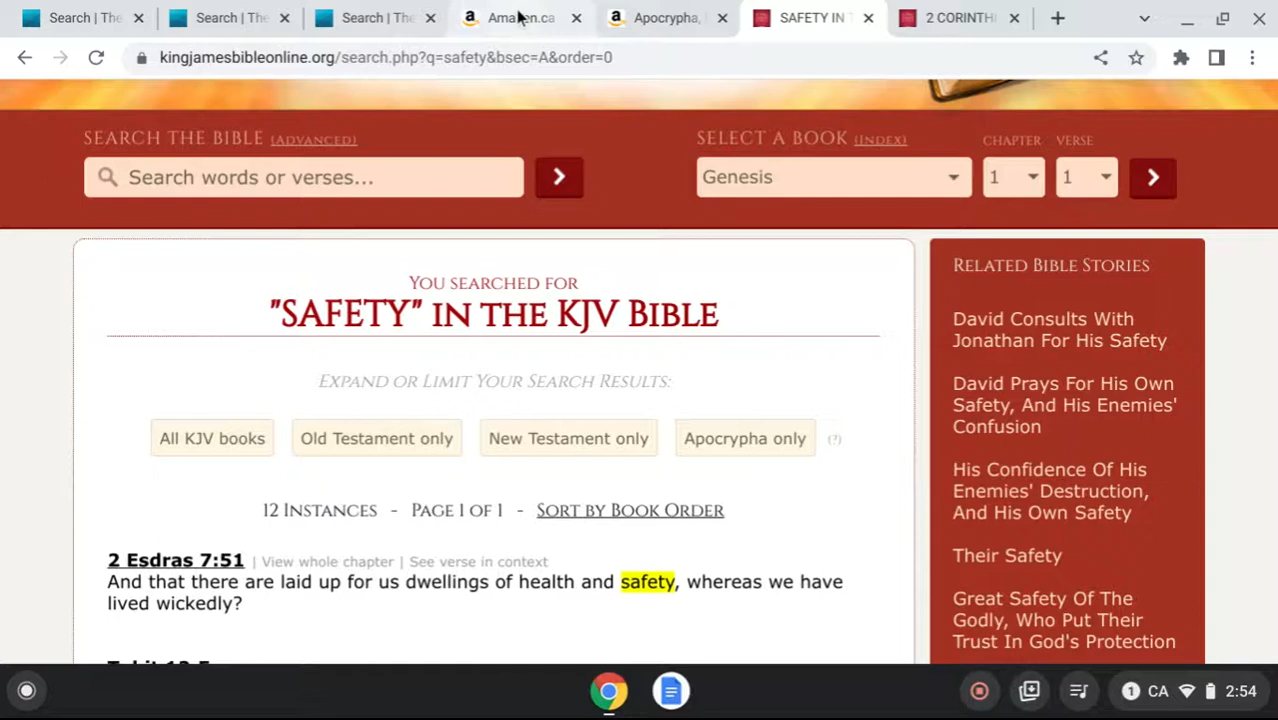 Search | The
Search | The
Search | The
Amazon.ca
Apocrypha,
SAFETY IN T
2 CORINTHI
kingjamesbibleonline.org/search.php?q=safety&bsec=A&order=0
SEARCH THE BIBLE (ADVANCED)
SELECT A BOOK (INDEX)
CHAPTER
VERSE
Search words or verses...
Genesis
1
1
YOU SEARCHED FOR
"SAFETY" IN THE KJV BIBLE
EXPAND OR LIMIT YOUR SEARCH RESULTS:
All KJV books
Old Testament only
New Testament only
Apocrypha only
(?)
12 INSTANCES - PAGE 1 OF 1 - SORT BY BOOK ORDER
2 Esdras 7:51 | View whole chapter | See verse in context
And that there are laid up for us dwellings of health and safety, whereas we have
lived wickedly?
RELATED BIBLE STORIES
David Consults With
Jonathan For His Safety
David Prays For His Own
Safety, And His Enemies'
Confusion
His Confidence Of His
Enemies' Destruction,
And His Own Safety
Their Safety
Great Safety Of The
Godly, Who Put Their
Trust In God's Protection
1
CA
2:54